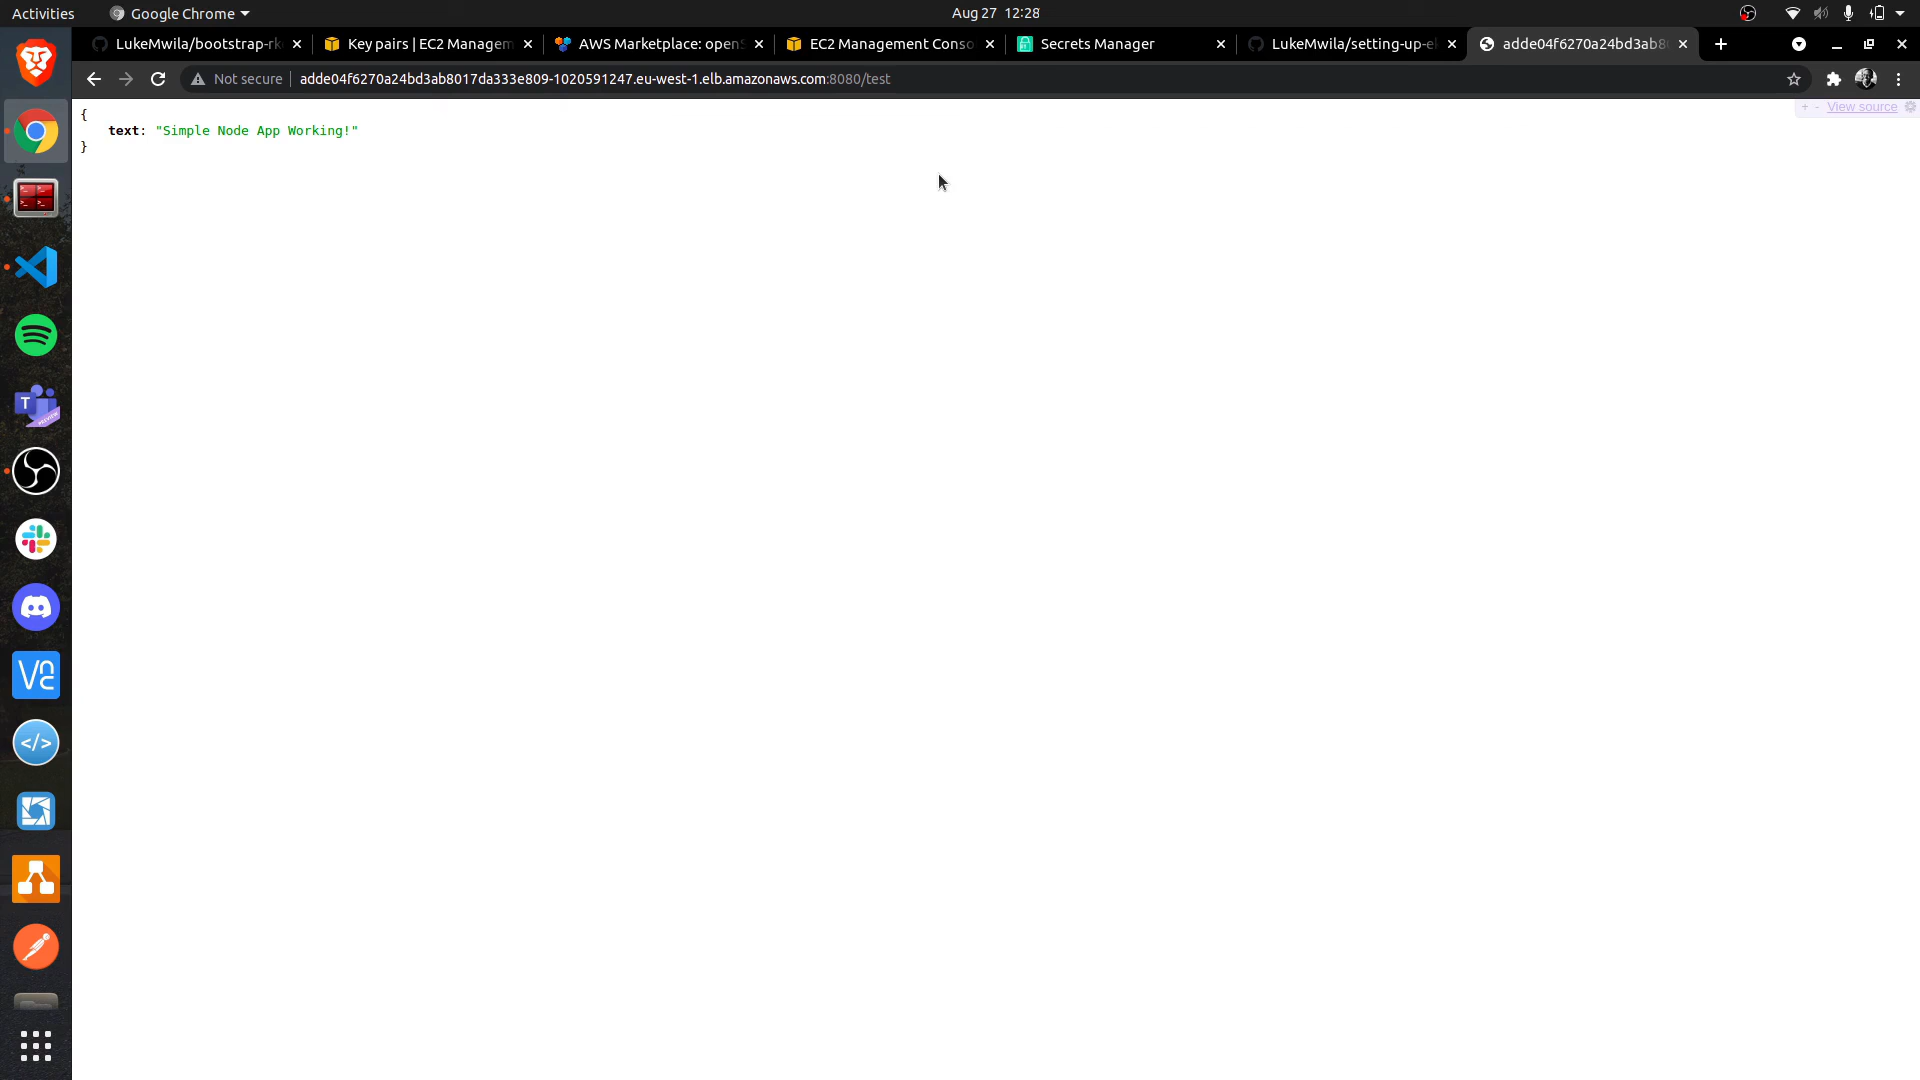 Activities
Google Chrome
Aug 27 12:28
LukeMwila/bootstrap-rk
Key pairs | EC2 Managem
AWS Marketplace: openS
EC2 Management Conso
Secrets Manager
LukeMwila/setting-up-el
adde04f6270a24bd3ab8
Not secure
adde04f6270a24bd3ab8017da333e809-1020591247.eu-west-1.elb.amazonaws.com:8080/test
+ - View source
{
text: "Simple Node App Working!"
}